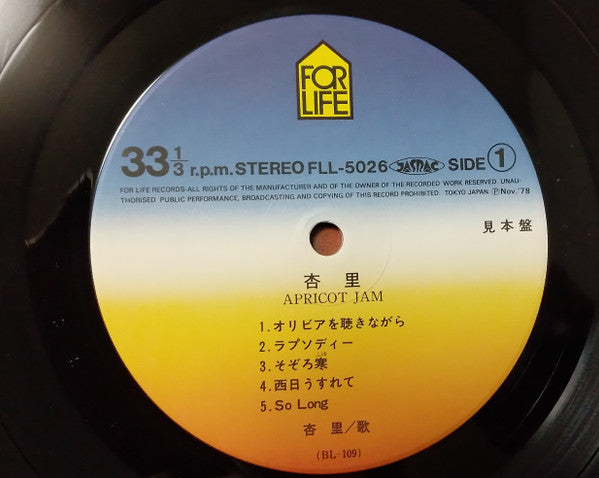 FOR
LIFE
33 1/3 r.p.m. STEREO FLL-5026 JASRAC SIDE 1
FOR LIFE RECORDS-ALL RIGHTS OF THE MANUFACTURER AND OF THE OWNER OF THE RECORDED WORK RESERVED. UNAU-
THORISED PUBLIC PERFORMANCE, BROADCASTING AND COPYING OF THIS RECORD PROHIBITED. TOKYO JAPAN ⓅNov.'78
見本盤
杏里
APRICOT JAM
1.オリビアを聴きながら
2.ラプソディー
3.そぞろ寒
4.西日うすれて
5.So Long
杏里/歌
(BL-109)